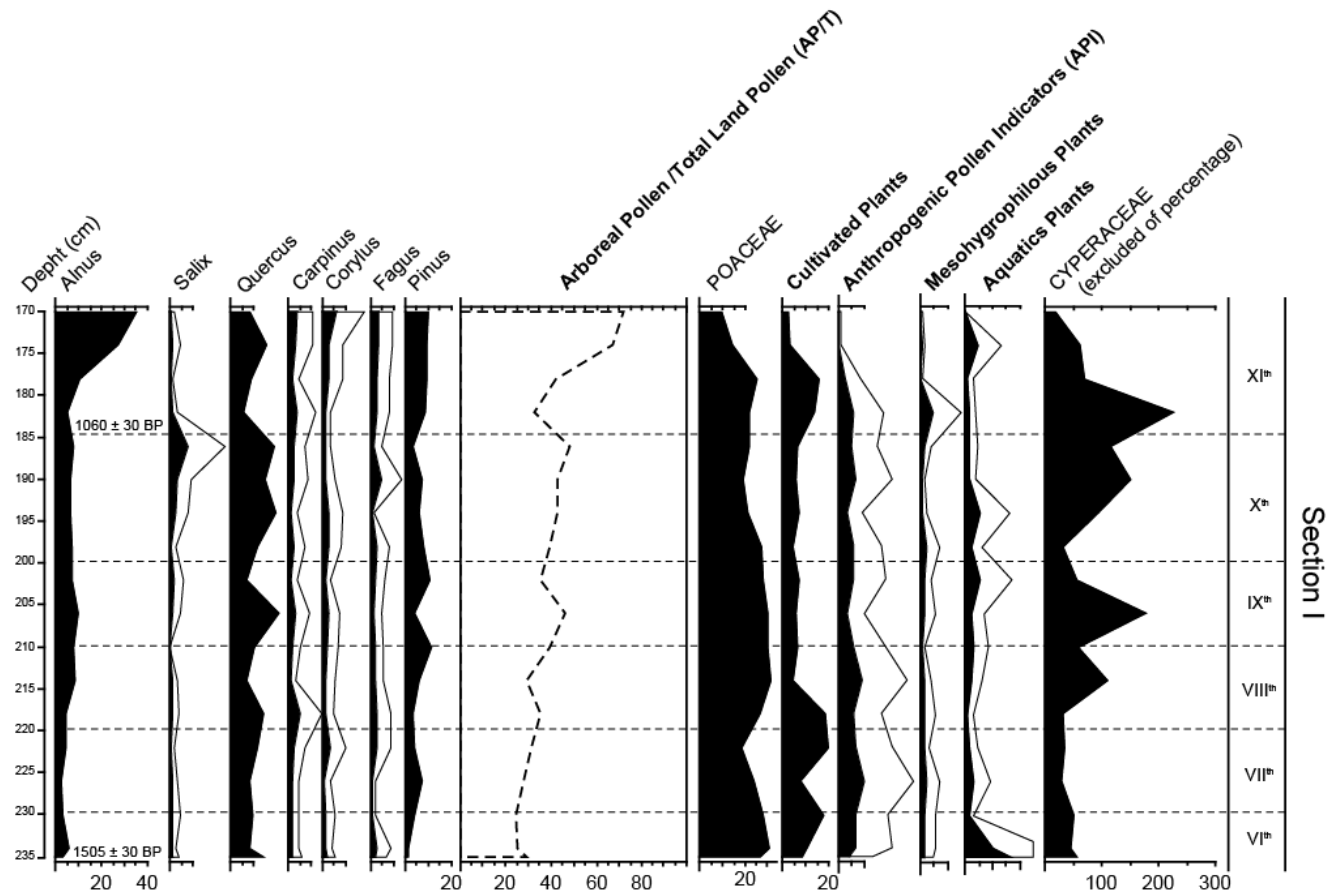 Depht (cm)
Alnus
Salix
Quercus
Carpinus
Corylus
Fagus
Pinus
Arboreal Pollen /Total Land Pollen (AP/T)
POACEAE
Cultivated Plants
Anthropogenic Pollen Indicators (API)
Mesohygrophilous Plants
Aquatics Plants
CYPERACEAE
(excluded of percentage)
170
175
180
185
190
195
200
205
210
215
220
225
230
235
1060 ± 30 BP
1505 ± 30 BP
XIth
Xth
IXth
VIIIth
VIIth
VIth
Section I
20 40 20 20 40 60 80 20 20 100 200 300